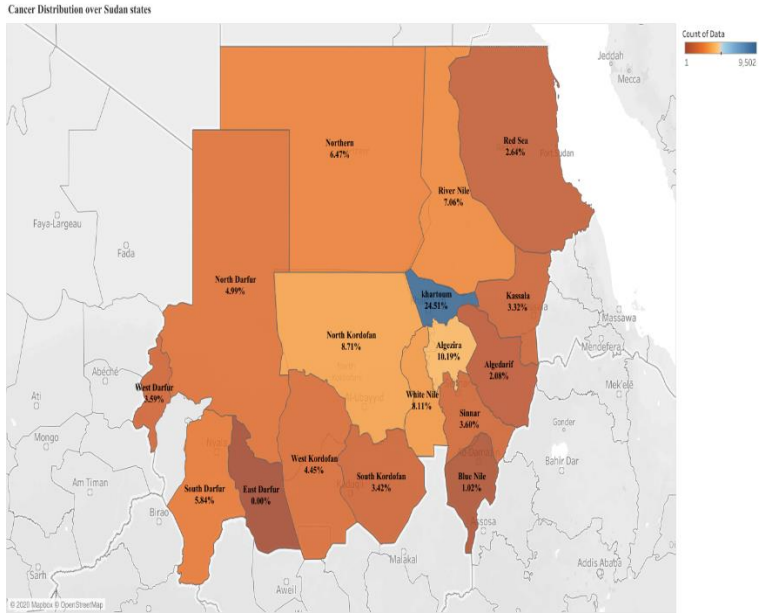 Cancer Distribution over Sudan states
Count of Data
1 9,502
Jeddah
Mecca
Northern
6.47%
Red Sea
2.64%
River Nile
7.06%
Faya-Largeau
Fada
North Darfur
4.99%
khartoum
24.51%
Kassala
3.32%
Massawa
North Kordofan
8.71%
Algezira
10.19%
Mendefera
Algedarif
2.08%
Abéché
West Darfur
3.59%
Mek'elē
Ati
White Nile
8.11%
Sinnar
3.60%
Gonder
Mongo
West Kordofan
4.45%
South Kordofan
3.42%
Bahir Dar
Am Timan
South Darfur
5.84%
East Darfur
0.00%
Blue Nile
1.02%
Birao
Asosa
Malakal
Addis Ababa
Sarh
Aweil
© 2020 Mapbox © OpenStreetMap